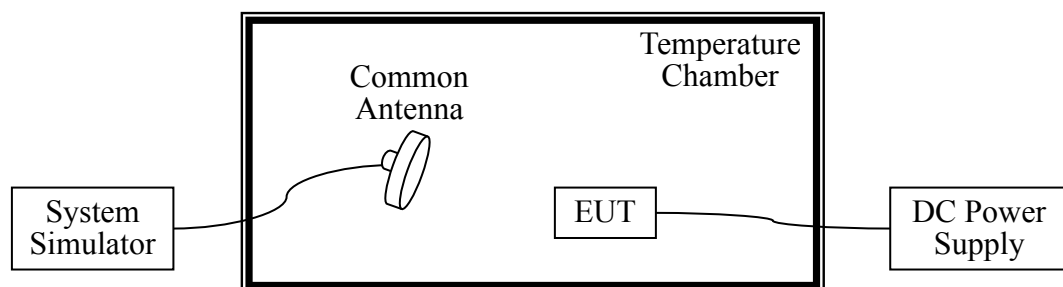 Temperature
Chamber
Common
Antenna
System
Simulator
EUT
DC Power
Supply